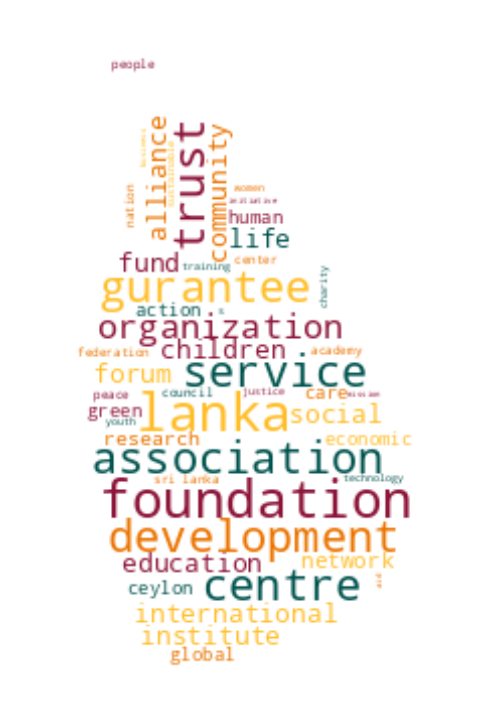 people
trust
alliance
community
business
sustainable
nation
women
initiative
human
life
fund
training
center
charity
gurantee
action
s
organization
federation
children
academy
forum
service
peace
council
justice
care
mission
green
youth
lanka
social
research
economic
association
sri lanka
technology
foundation
development
education
network
ceylon
centre
aid
international
institute
global